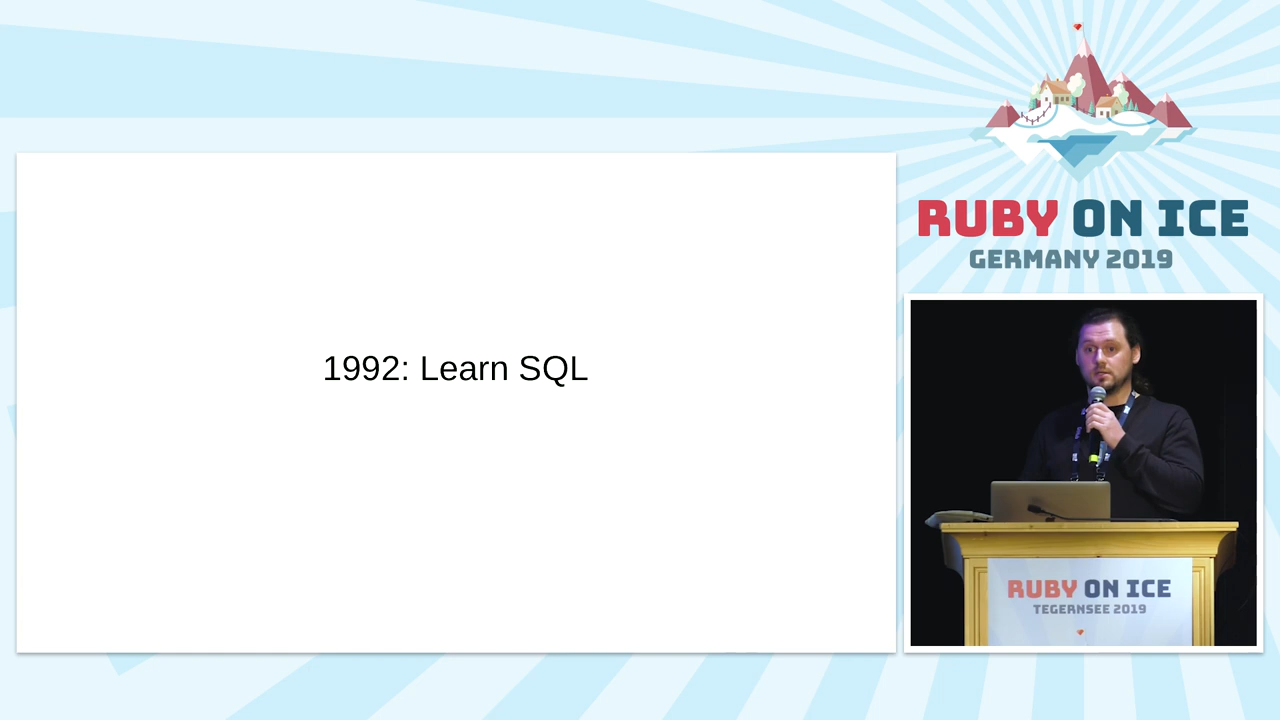 RUBY ON ICE
GERMANY 2019
1992: Learn SQL
RUBY ON ICE
TEGERNSEE 2019